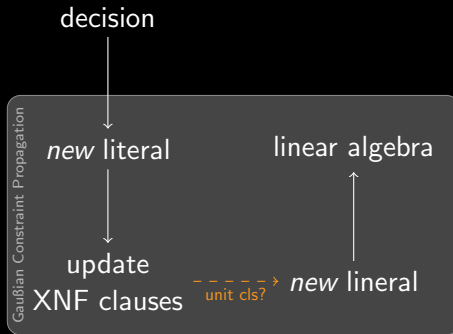 decision
Gaußian Constraint Propagation
new literal
linear algebra
update
XNF clauses
unit cls?
new lineral